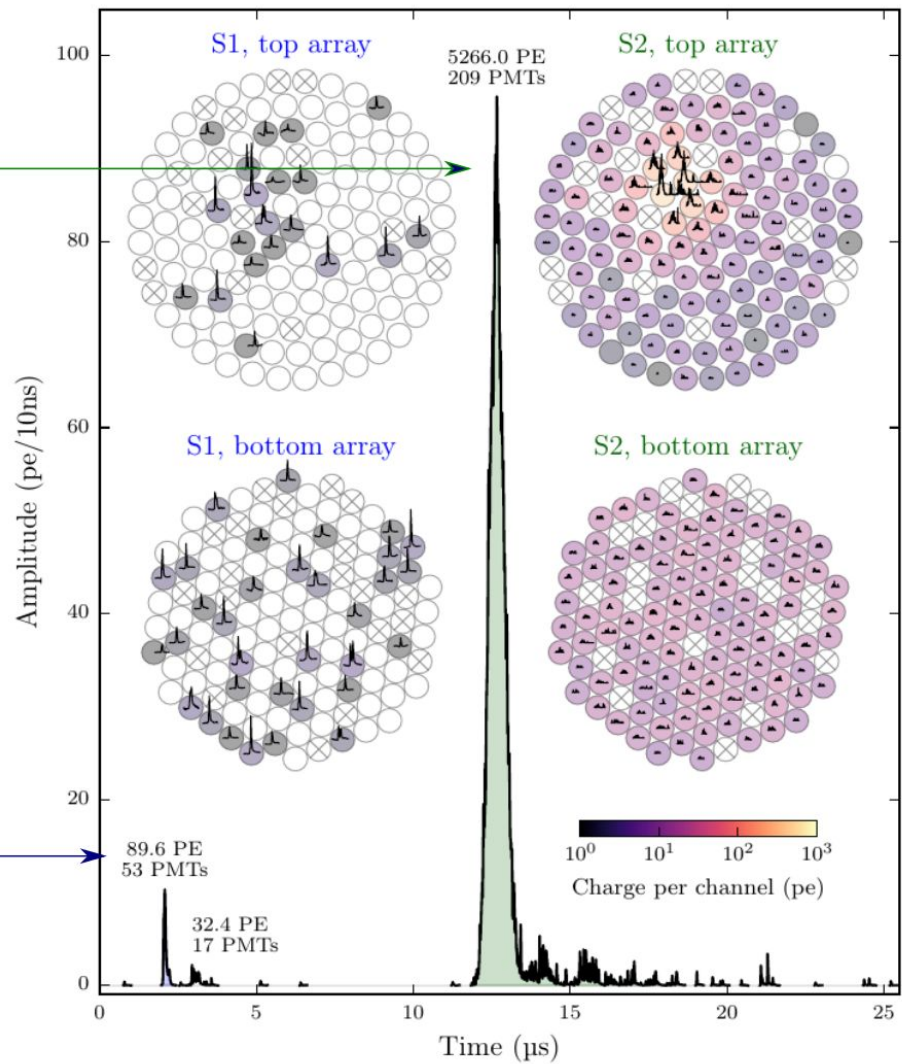 S1, top array
5266.0 PE
209 PMTs
S2, top array
S1, bottom array
S2, bottom array
89.6 PE
53 PMTs
32.4 PE
17 PMTs
10⁰ 10¹ 10² 10³
Charge per channel (pe)
Amplitude (pe/10ns)
100
80
60
40
20
0
0 5 10 15 20 25
Time (µs)